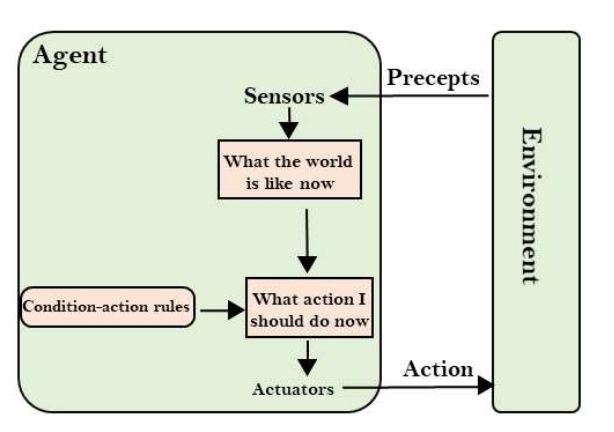 Agent
Precepts
Sensors
What the world
is like now
Environment
Condition-action rules
What action I
should do now
Action
Actuators